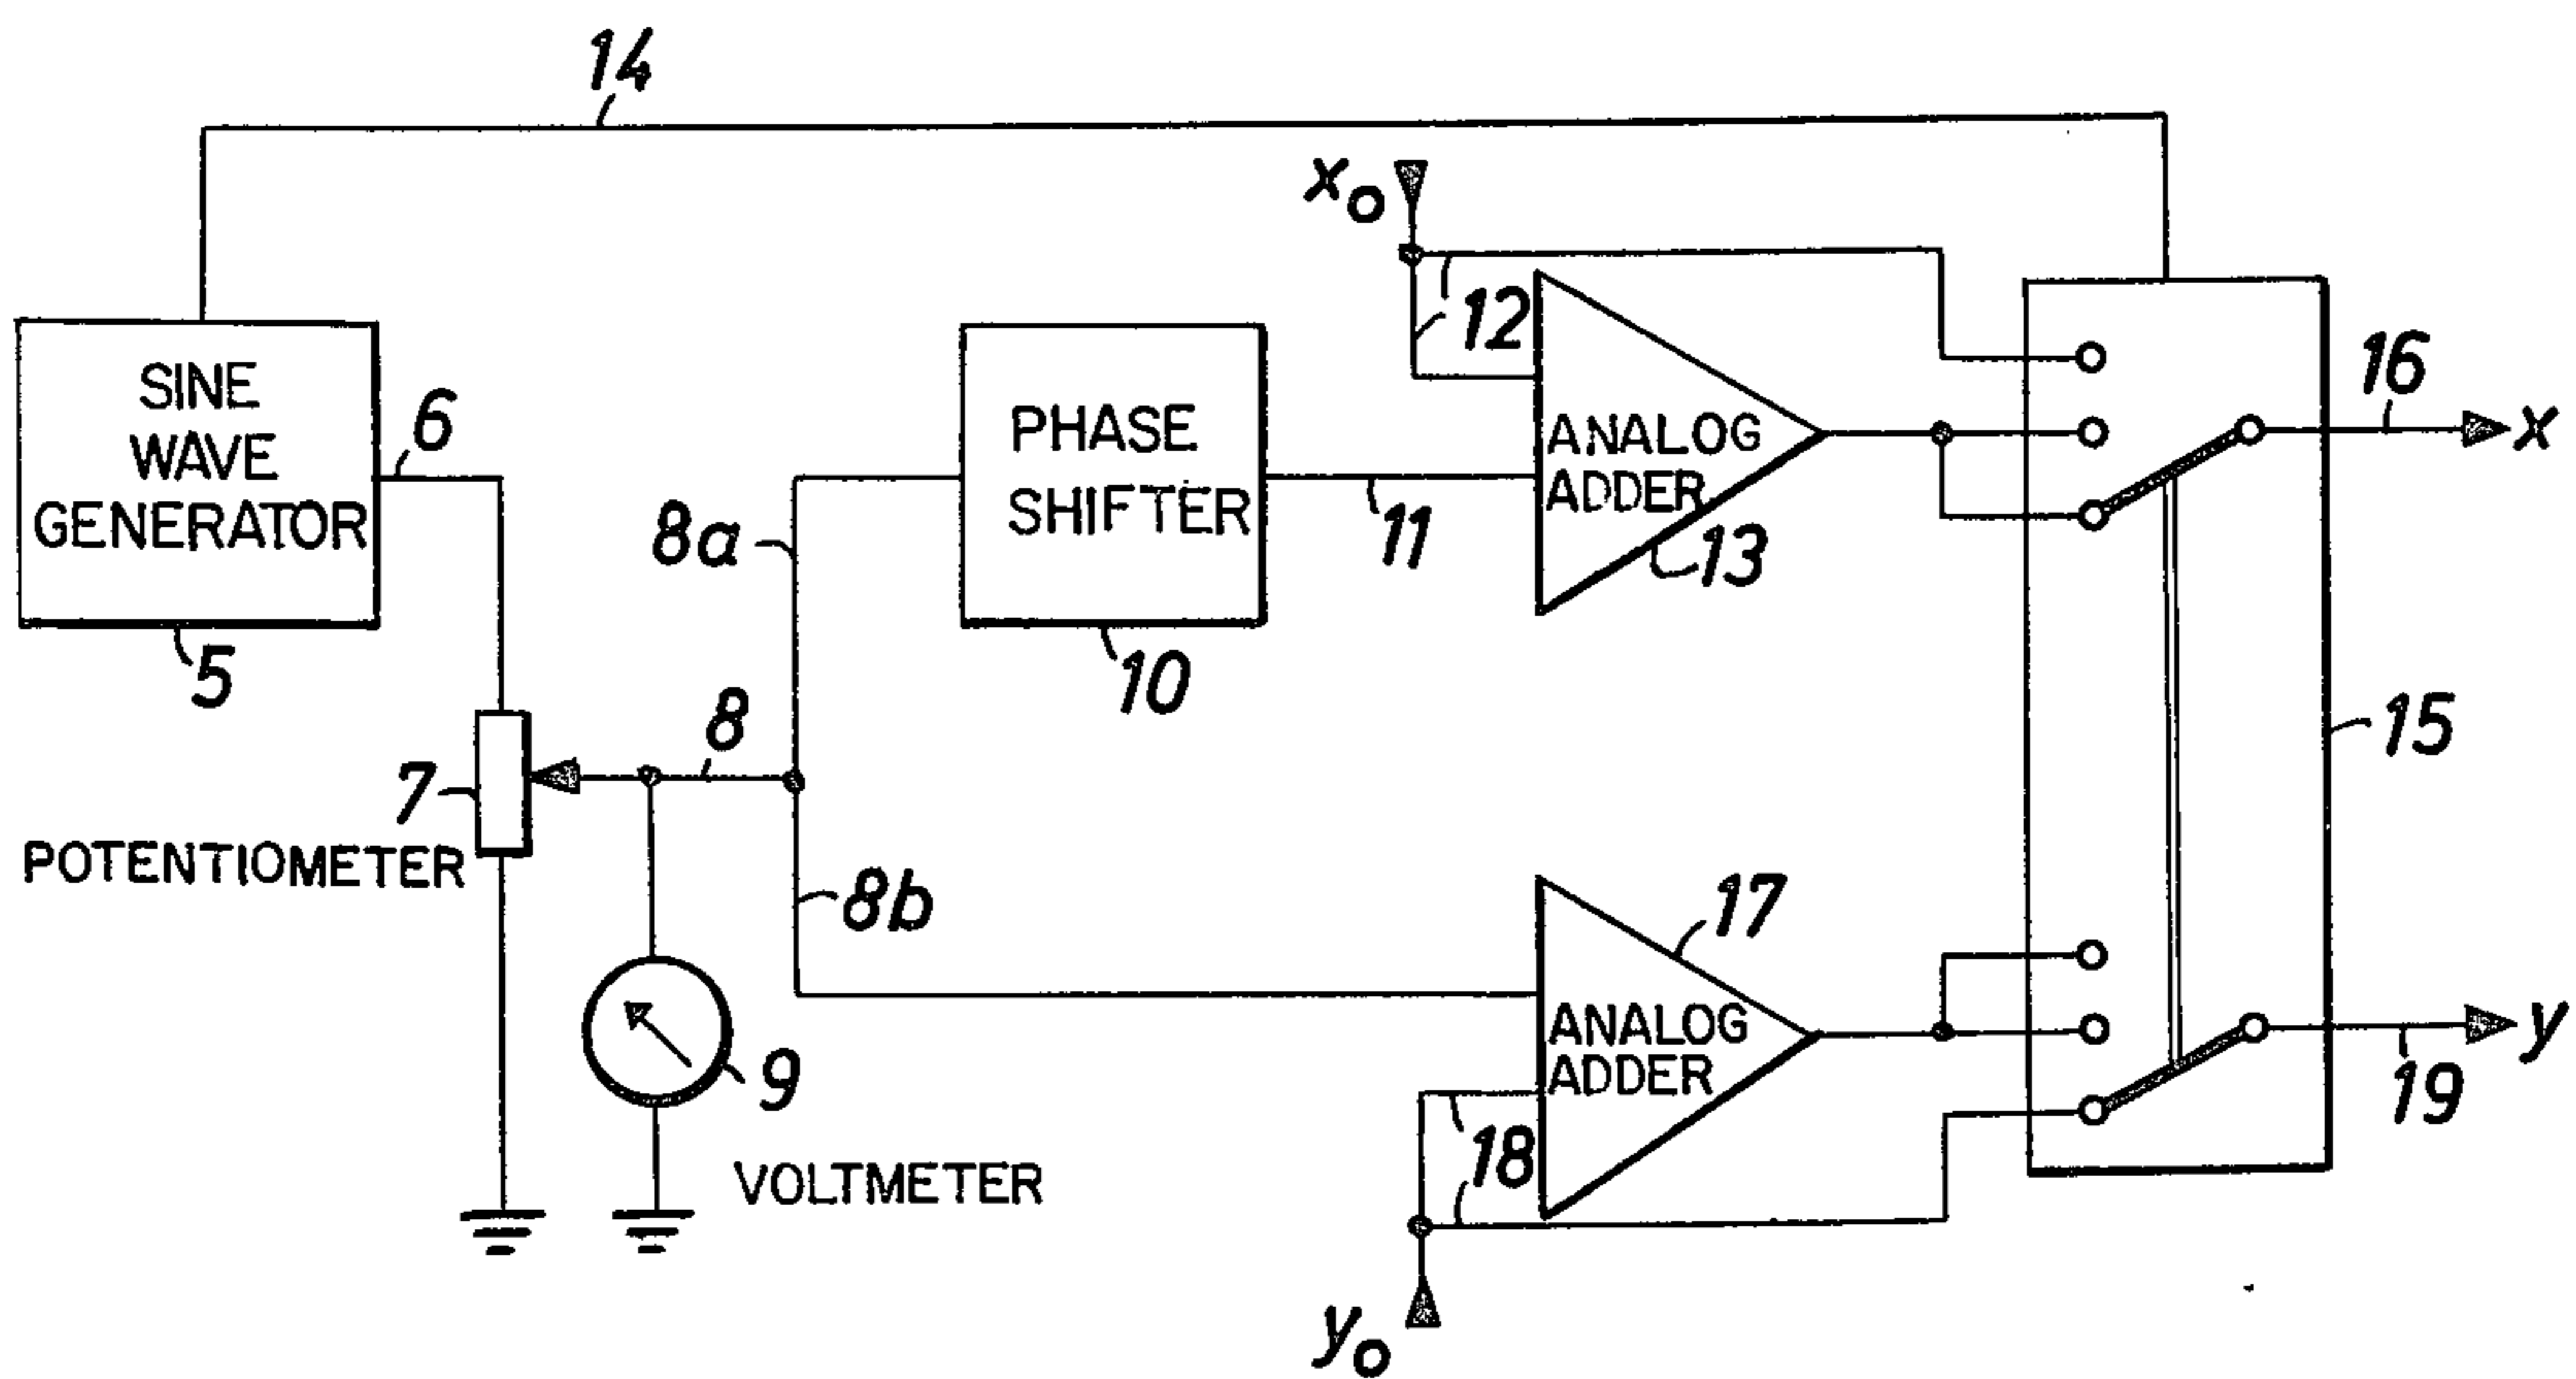 14
x₀
12
SINE
WAVE
GENERATOR
5
6
PHASE
SHIFTER
10
11
ANALOG
ADDER
13
16
x
8a
8
7
POTENTIOMETER
15
8b
17
ANALOG
ADDER
9
VOLTMETER
18
19
y
y₀